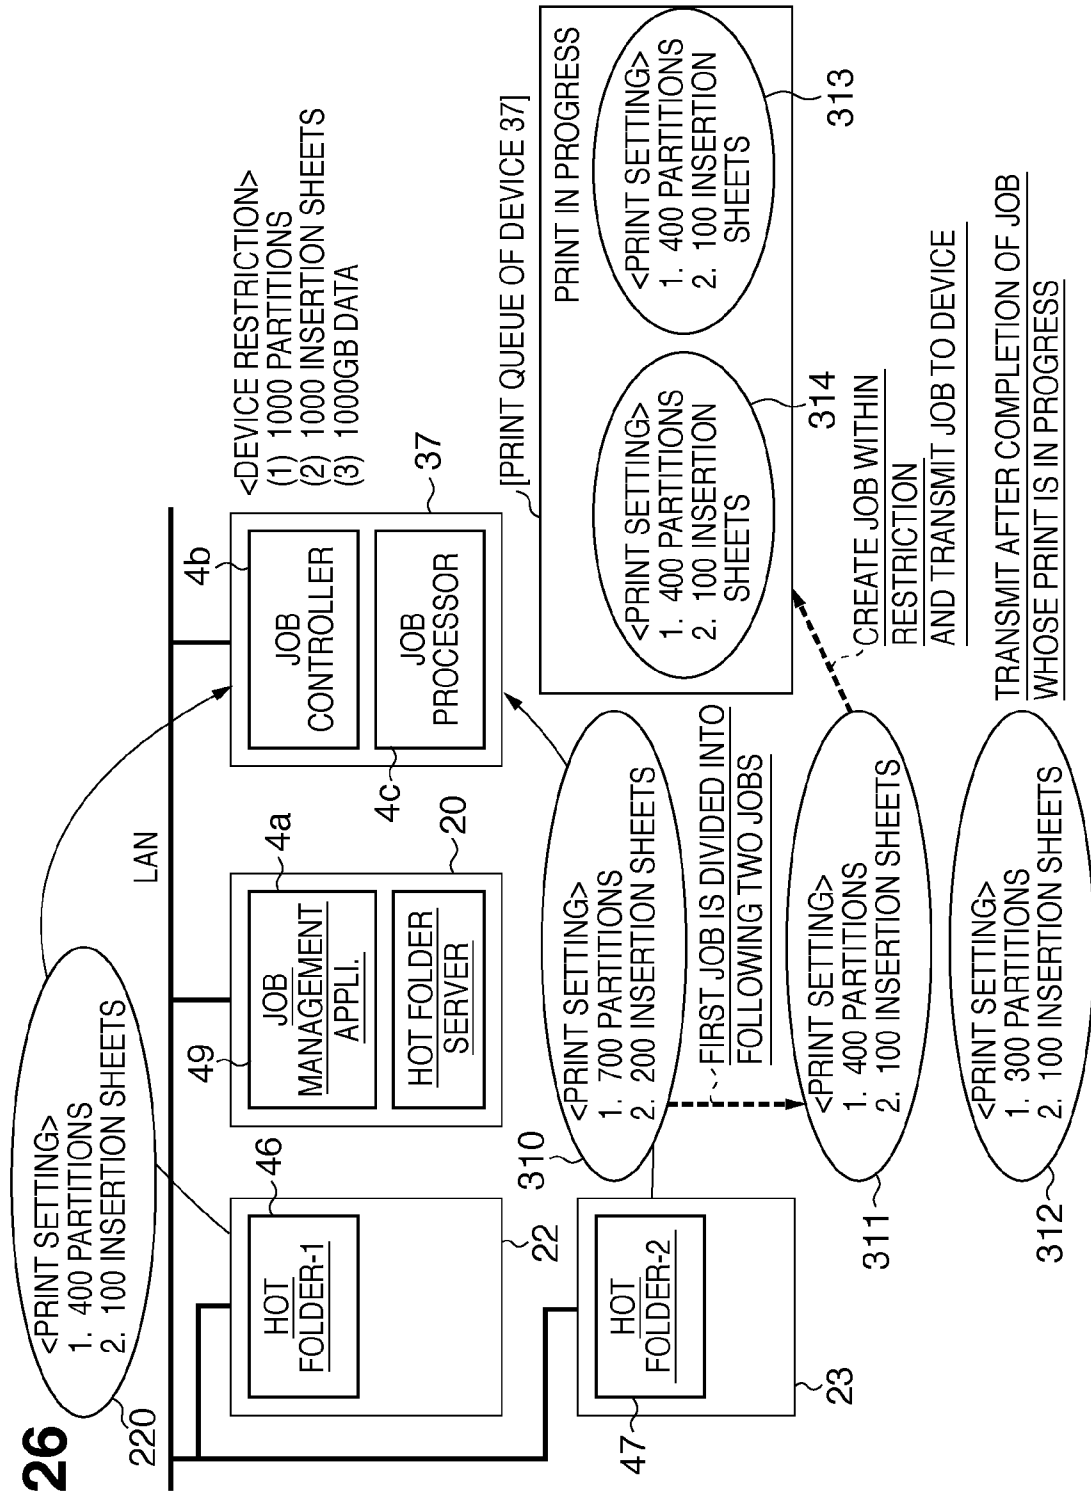 26
<PRINT SETTING>
1. 400 PARTITIONS
2. 100 INSERTION SHEETS
220
LAN
HOT
FOLDER-1
46
22
49
JOB
MANAGEMENT
APPLI.
4a
HOT FOLDER
SERVER
20
4b
JOB
CONTROLLER
JOB
PROCESSOR
4c
37
<DEVICE RESTRICTION>
(1) 1000 PARTITIONS
(2) 1000 INSERTION SHEETS
(3) 1000GB DATA
HOT
FOLDER-2
47
23
310
<PRINT SETTING>
1. 700 PARTITIONS
2. 200 INSERTION SHEETS
FIRST JOB IS DIVIDED INTO
FOLLOWING TWO JOBS
<PRINT SETTING>
1. 400 PARTITIONS
2. 100 INSERTION SHEETS
311
<PRINT SETTING>
1. 300 PARTITIONS
2. 100 INSERTION SHEETS
312
[PRINT QUEUE OF DEVICE 37]
PRINT IN PROGRESS
<PRINT SETTING>
1. 400 PARTITIONS
2. 100 INSERTION
SHEETS
314
<PRINT SETTING>
1. 400 PARTITIONS
2. 100 INSERTION
SHEETS
313
CREATE JOB WITHIN
RESTRICTION
AND TRANSMIT JOB TO DEVICE
TRANSMIT AFTER COMPLETION OF JOB
WHOSE PRINT IS IN PROGRESS